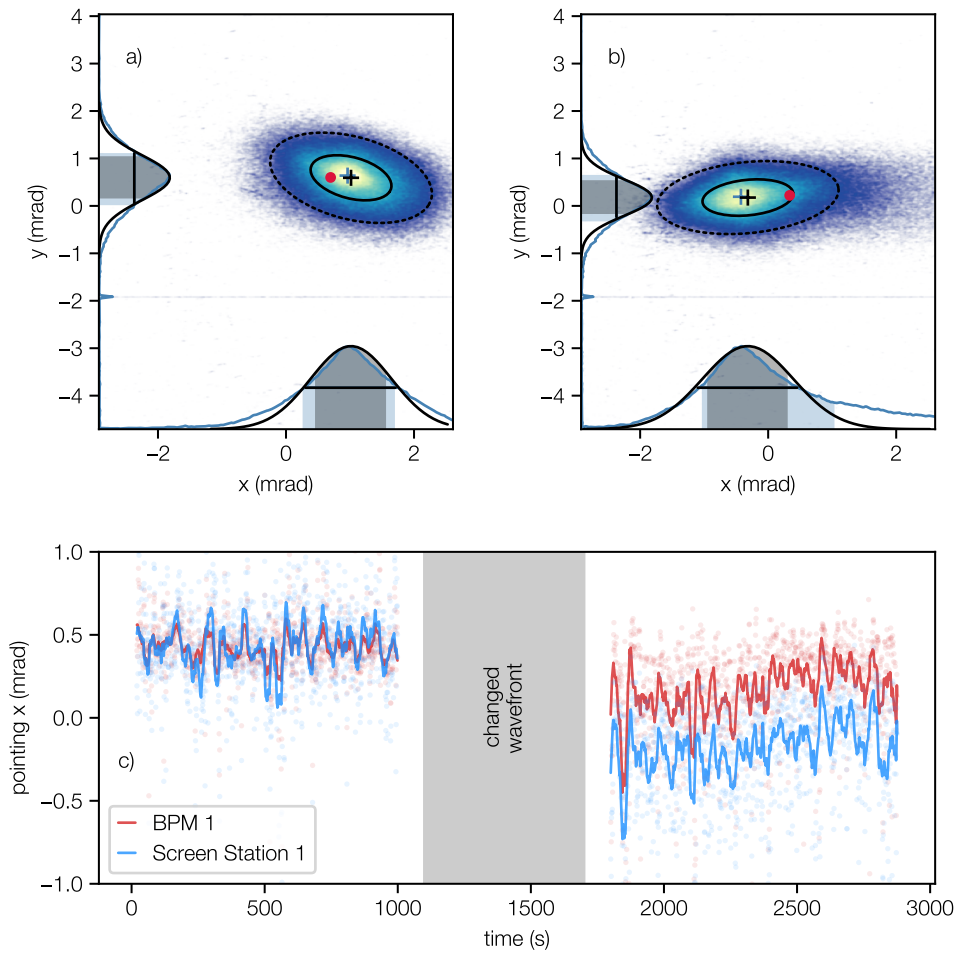 a)
4
3
2
1
0
−1
−2
−3
−4
y (mrad)
−2
0
2
x (mrad)
b)
4
3
2
1
0
−1
−2
−3
−4
y (mrad)
−2
0
2
x (mrad)
1.0
0.5
0.0
−0.5
−1.0
pointing x (mrad)
c)
changed
wavefront
BPM 1
Screen Station 1
0
500
1000
1500
2000
2500
3000
time (s)